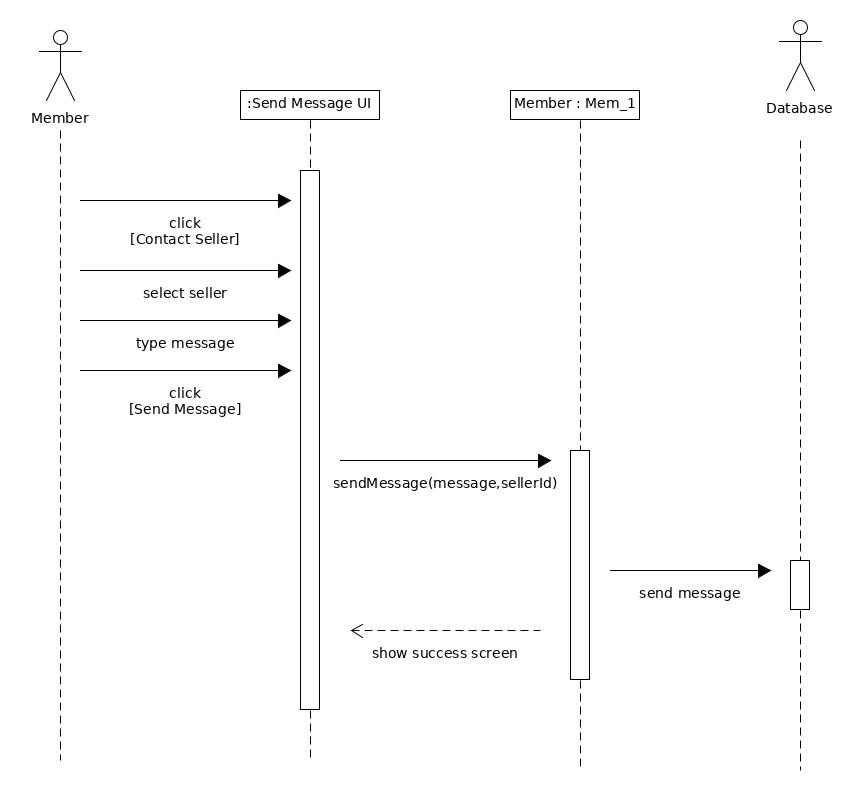 Member
:Send Message UI
Member : Mem_1
Database
click
[Contact Seller]
select seller
type message
click
[Send Message]
sendMessage(message,sellerId)
send message
show success screen